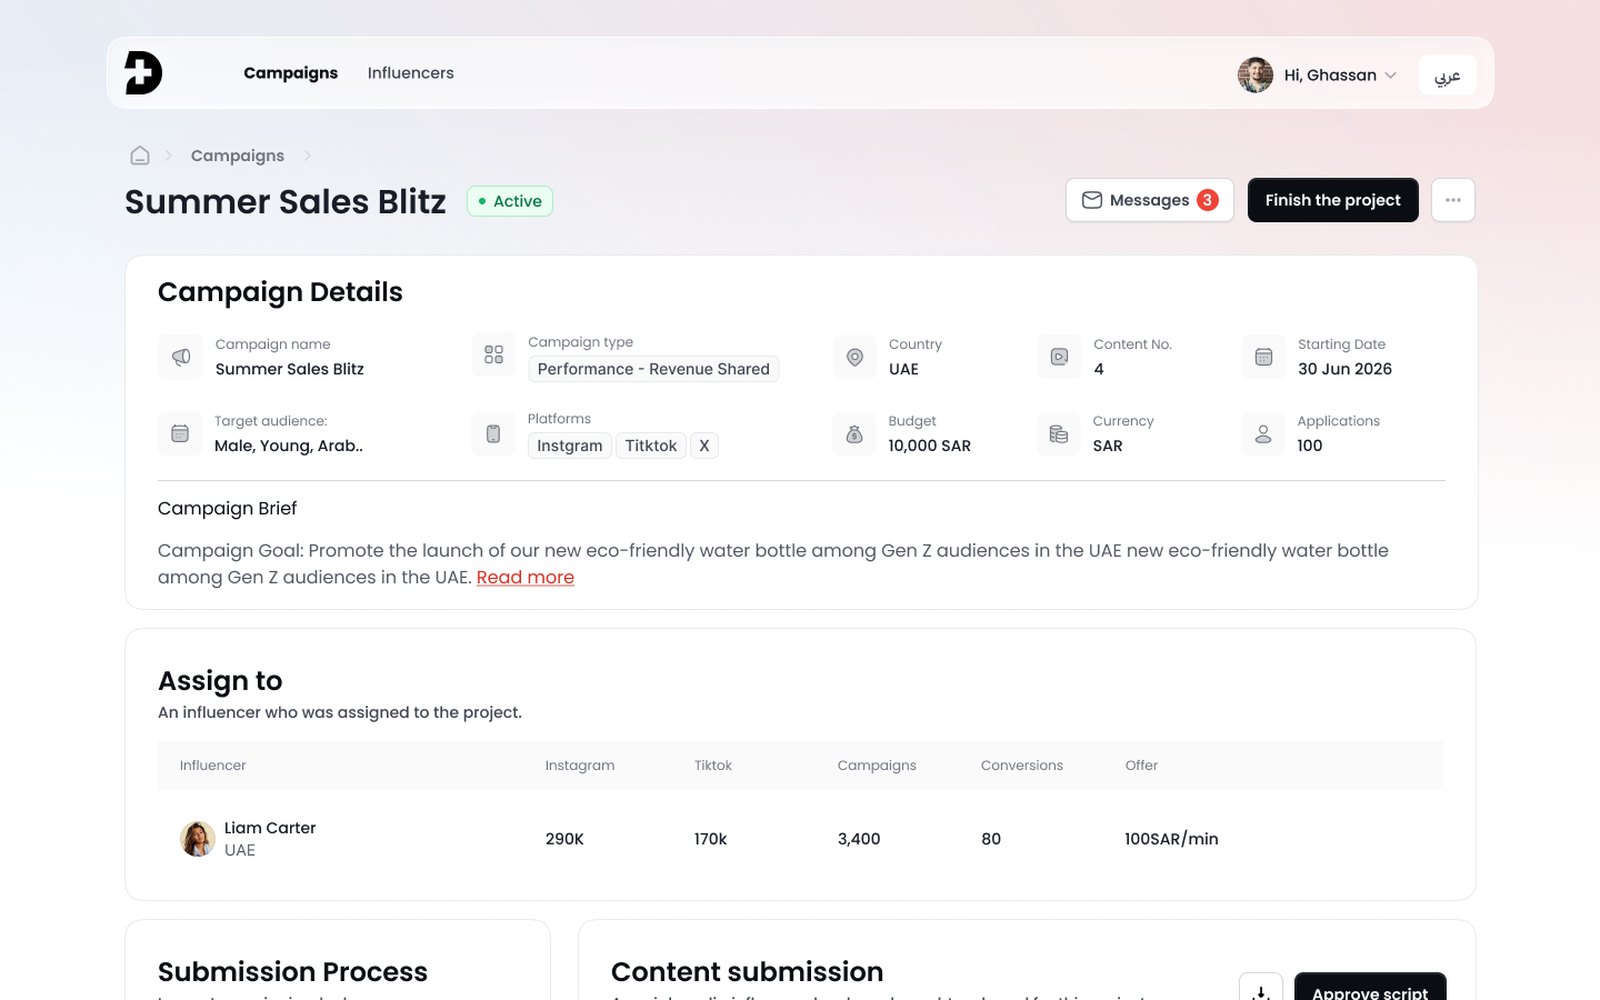 Campaigns
Influencers
Hi, Ghassan
عربي
Campaigns
Summer Sales Blitz
Active
Messages 3
Finish the project
Campaign Details
Campaign name
Summer Sales Blitz
Campaign type
Performance - Revenue Shared
Country
UAE
Content No.
4
Starting Date
30 Jun 2026
Target audience:
Male, Young, Arab..
Platforms
Instgram Titktok X
Budget
10,000 SAR
Currency
SAR
Applications
100
Campaign Brief
Campaign Goal: Promote the launch of our new eco-friendly water bottle among Gen Z audiences in the UAE new eco-friendly water bottle
among Gen Z audiences in the UAE. Read more
Assign to
An influencer who was assigned to the project.
Influencer Instagram Tiktok Campaigns Conversions Offer
Liam Carter
UAE
290K 170k 3,400 80 100SAR/min
Submission Process
Content submission
Approve script